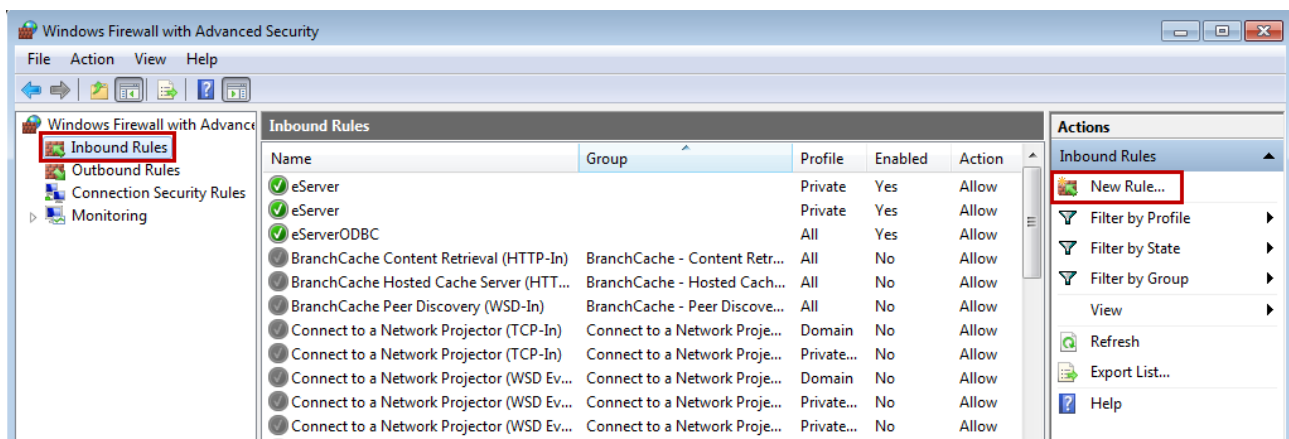 Windows Firewall with Advanced Security
File Action View Help
Windows Firewall with Advance
Inbound Rules
Outbound Rules
Connection Security Rules
Monitoring
Inbound Rules
Name Group Profile Enabled Action
eServer Private Yes Allow
eServer Private Yes Allow
eServerODBC All Yes Allow
BranchCache Content Retrieval (HTTP-In) BranchCache - Content Retr... All No Allow
BranchCache Hosted Cache Server (HTT... BranchCache - Hosted Cach... All No Allow
BranchCache Peer Discovery (WSD-In) BranchCache - Peer Discove... All No Allow
Connect to a Network Projector (TCP-In) Connect to a Network Proje... Domain No Allow
Connect to a Network Projector (TCP-In) Connect to a Network Proje... Private... No Allow
Connect to a Network Projector (WSD Ev... Connect to a Network Proje... Domain No Allow
Connect to a Network Projector (WSD Ev... Connect to a Network Proje... Private... No Allow
Connect to a Network Projector (WSD Ev... Connect to a Network Proje... Private... No Allow
Actions
Inbound Rules
New Rule...
Filter by Profile
Filter by State
Filter by Group
View
Refresh
Export List...
Help